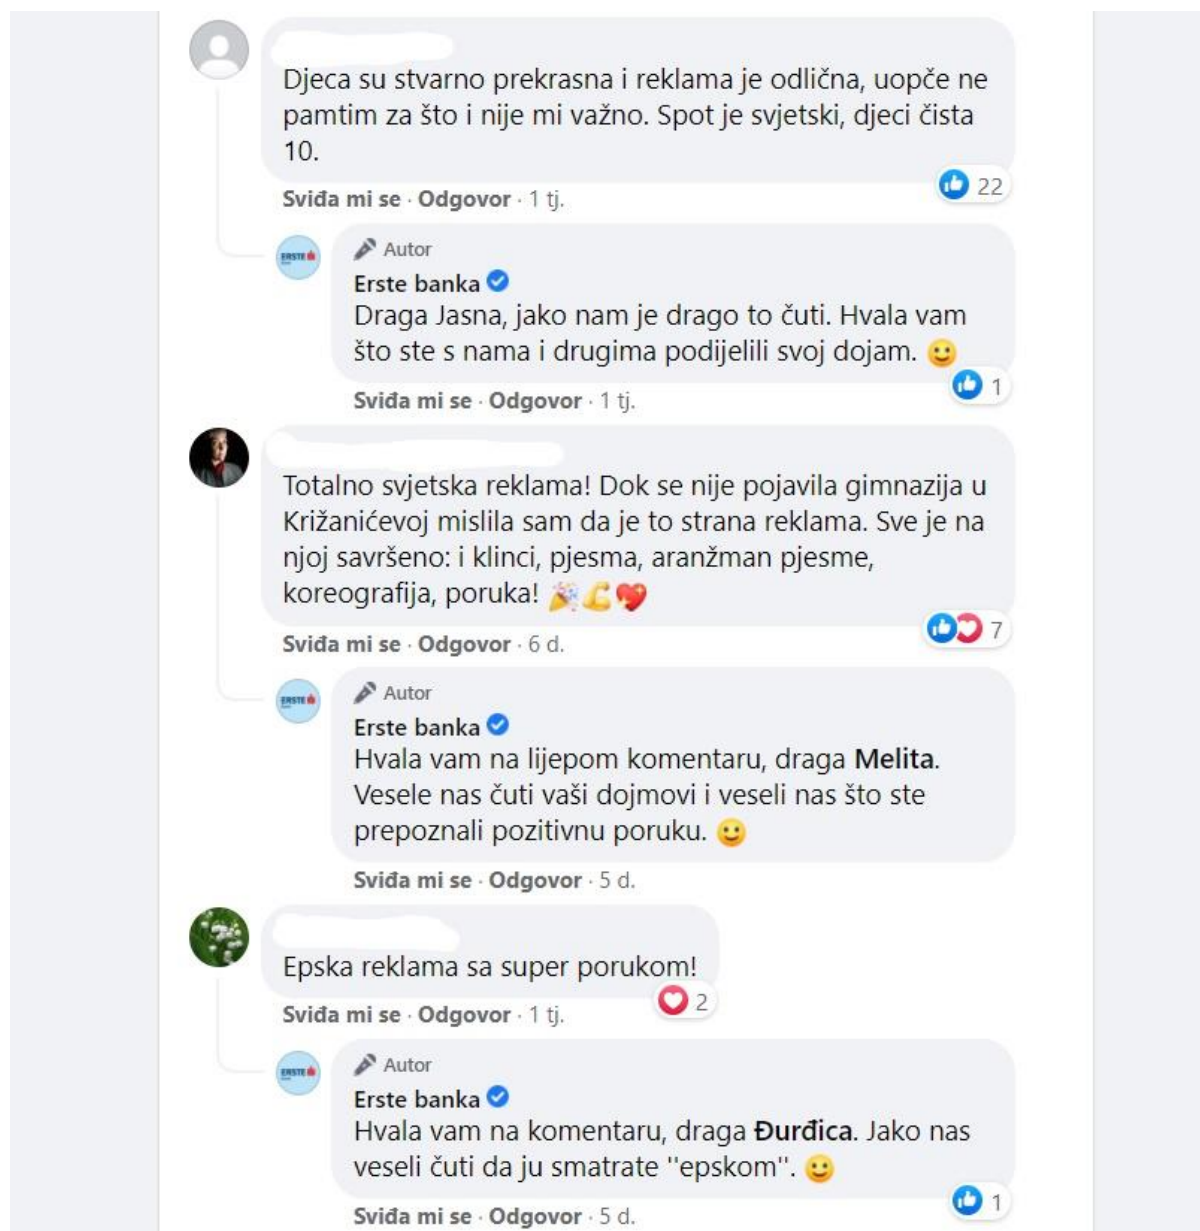 Djeca su stvarno prekrasna i reklama je odlična, uopče ne
pamtim za što i nije mi važno. Spot je svjetski, djeci čista
10.
Sviđa mi se · Odgovor · 1 tj.
22
Autor
ERSTE
Erste banka
Draga Jasna, jako nam je drago to čuti. Hvala vam
što ste s nama i drugima podijelili svoj dojam.
1
Sviđa mi se · Odgovor · 1 tj.
Totalno svjetska reklama! Dok se nije pojavila gimnazija u
Križanićevoj mislila sam da je to strana reklama. Sve je na
njoj savršeno: i klinci, pjesma, aranžman pjesme,
koreografija, poruka! 🎉💪💖
7
Sviđa mi se · Odgovor · 6 d.
Autor
ERSTE
Erste banka
Hvala vam na lijepom komentaru, draga Melita.
Vesele nas čuti vaši dojmovi i veseli nas što ste
prepoznali pozitivnu poruku. 🙂
Sviđa mi se · Odgovor · 5 d.
Epska reklama sa super porukom!
2
Sviđa mi se · Odgovor · 1 tj.
Autor
ERSTE
Erste banka
Hvala vam na komentaru, draga Đurđica. Jako nas
veseli čuti da ju smatrate "epskom". 🙂
1
Sviđa mi se · Odgovor · 5 d.